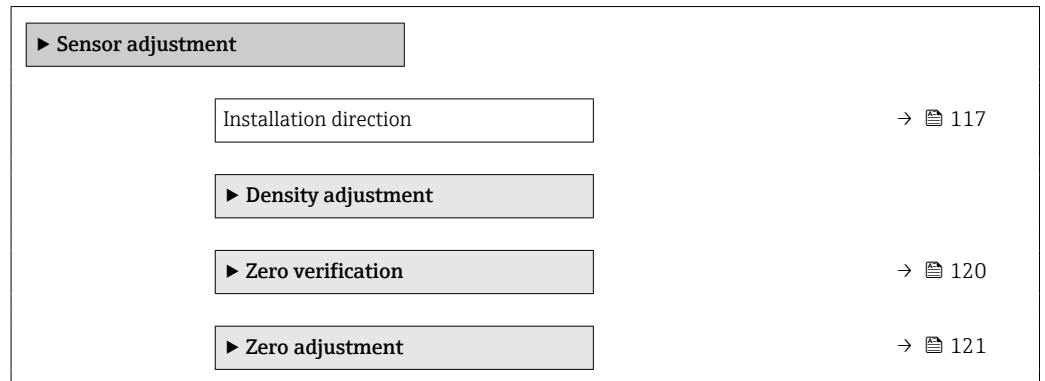 ▶ Sensor adjustment
Installation direction → 🖹 117
▶ Density adjustment
▶ Zero verification → 🖹 120
▶ Zero adjustment → 🖹 121